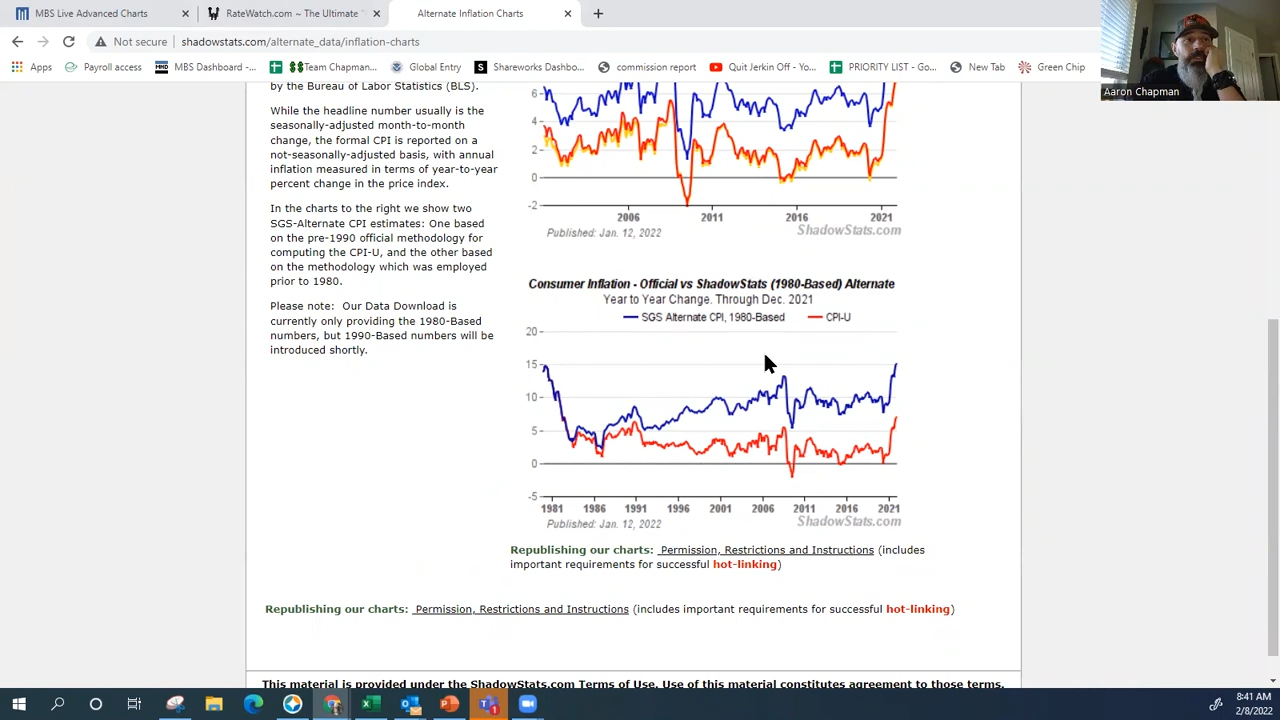 MBS Live Advanced Charts
RateWatch.com ~ The Ultimate
Alternate Inflation Charts
Not secure
shadowstats.com/alternate_data/inflation-charts
Apps
Payroll access
MBS Dashboard -...
$$Team Chapman...
Global Entry
Shareworks Dashbo...
commission report
Quit Jerkin Off - Yo...
PRIORITY LIST - Go...
New Tab
Green Chip
Aaron Chapman
by the Bureau of Labor Statistics (BLS).
While the headline number usually is the
seasonally-adjusted month-to-month
change, the formal CPI is reported on a
not-seasonally-adjusted basis, with annual
inflation measured in terms of year-to-year
percent change in the price index.
In the charts to the right we show two
SGS-Alternate CPI estimates: One based
on the pre-1990 official methodology for
computing the CPI-U, and the other based
on the methodology which was employed
prior to 1980.
Please note: Our Data Download is
currently only providing the 1980-Based
numbers, but 1990-Based numbers will be
introduced shortly.
6
4
2
0
-2
2006 2011 2016 2021
Published: Jan. 12, 2022
ShadowStats.com
Consumer Inflation - Official vs ShadowStats (1980-Based) Alternate
Year to Year Change. Through Dec. 2021
SGS Alternate CPI, 1980-Based CPI-U
20
15
10
5
0
-5
1981 1986 1991 1996 2001 2006 2011 2016 2021
Published: Jan. 12, 2022
ShadowStats.com
Republishing our charts: Permission, Restrictions and Instructions (includes
important requirements for successful hot-linking)
Republishing our charts: Permission, Restrictions and Instructions (includes important requirements for successful hot-linking)
This material is provided under the ShadowStats.com Terms of Use. Use of this material constitutes agreement to those terms.
8:41 AM
2/8/2022